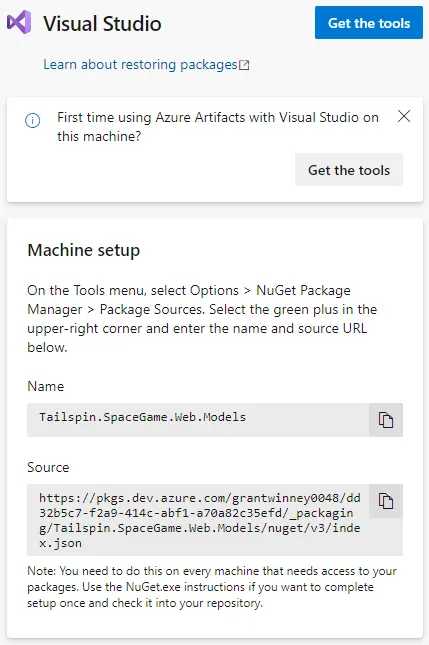 Visual Studio
Get the tools
Learn about restoring packages
First time using Azure Artifacts with Visual Studio on
this machine?
Get the tools
Machine setup
On the Tools menu, select Options > NuGet Package
Manager > Package Sources. Select the green plus in the
upper-right corner and enter the name and source URL
below.
Name
Tailspin.SpaceGame.Web.Models
Source
https://pkgs.dev.azure.com/grantwinney0048/dd
32b5c7-f2a9-414c-abf1-a70a82c35efd/_packagin
g/Tailspin.SpaceGame.Web.Models/nuget/v3/inde
x.json
Note: You need to do this on every machine that needs access to your
packages. Use the NuGet.exe instructions if you want to complete
setup once and check it into your repository.